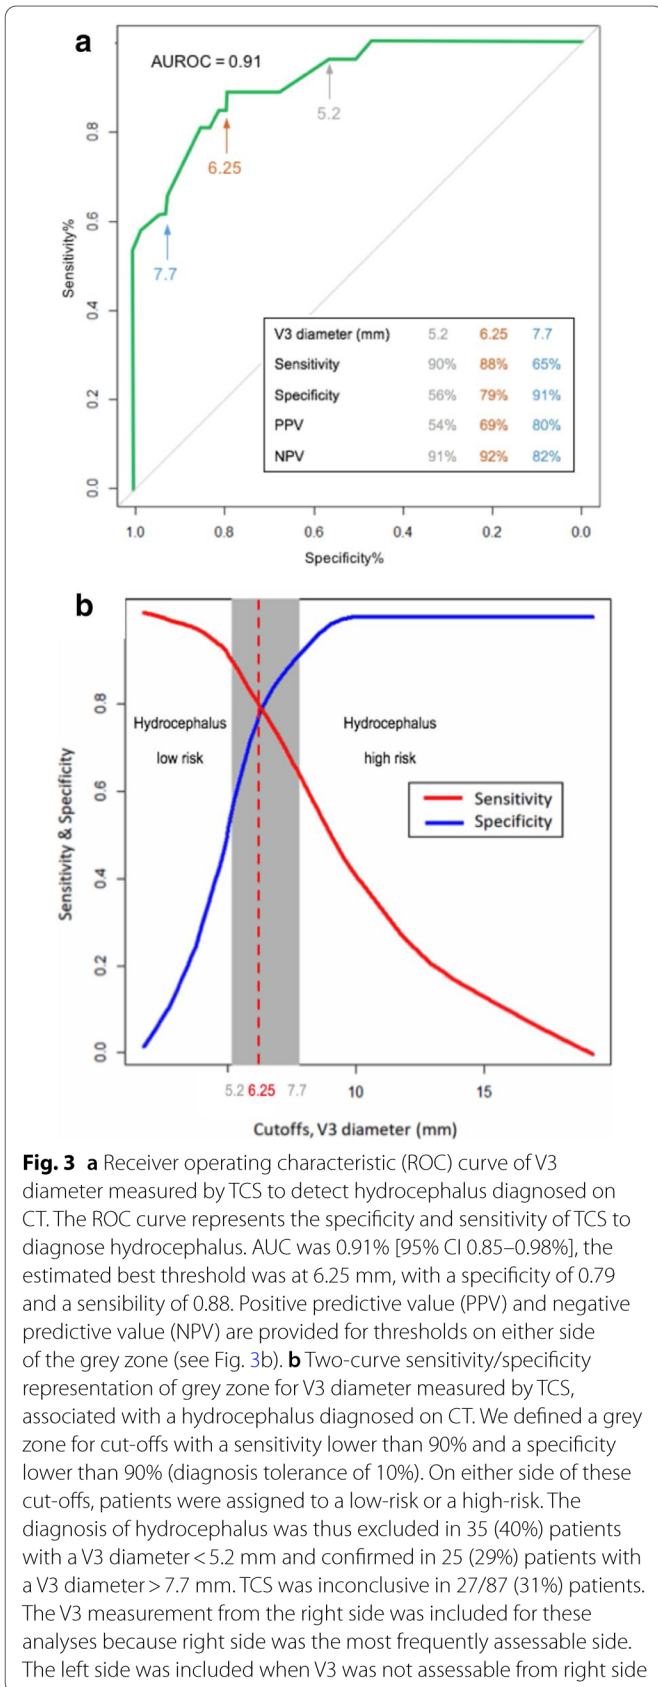 a
AUROC = 0.91
5.2
6.25
7.7
Sensitivity%
0.0 0.2 0.4 0.6 0.8
V3 diameter (mm) 5.2 6.25 7.7
Sensitivity 90% 88% 65%
Specificity 56% 79% 91%
PPV 54% 69% 80%
NPV 91% 92% 82%
1.0 0.8 0.6 0.4 0.2 0.0
Specificity%
b
Hydrocephalus
low risk
Hydrocephalus
high risk
Sensitivity
Specificity
Sensitivity & Specificity
0.0 0.2 0.4 0.6 0.8
5.2 6.25 7.7 10 15
Cutoffs, V3 diameter (mm)
Fig. 3 a Receiver operating characteristic (ROC) curve of V3
diameter measured by TCS to detect hydrocephalus diagnosed on
CT. The ROC curve represents the specificity and sensitivity of TCS to
diagnose hydrocephalus. AUC was 0.91% [95% CI 0.85–0.98%], the
estimated best threshold was at 6.25 mm, with a specificity of 0.79
and a sensibility of 0.88. Positive predictive value (PPV) and negative
predictive value (NPV) are provided for thresholds on either side
of the grey zone (see Fig. 3b). b Two-curve sensitivity/specificity
representation of grey zone for V3 diameter measured by TCS,
associated with a hydrocephalus diagnosed on CT. We defined a grey
zone for cut-offs with a sensitivity lower than 90% and a specificity
lower than 90% (diagnosis tolerance of 10%). On either side of these
cut-offs, patients were assigned to a low-risk or a high-risk. The
diagnosis of hydrocephalus was thus excluded in 35 (40%) patients
with a V3 diameter < 5.2 mm and confirmed in 25 (29%) patients with
a V3 diameter > 7.7 mm. TCS was inconclusive in 27/87 (31%) patients.
The V3 measurement from the right side was included for these
analyses because right side was the most frequently assessable side.
The left side was included when V3 was not assessable from right side